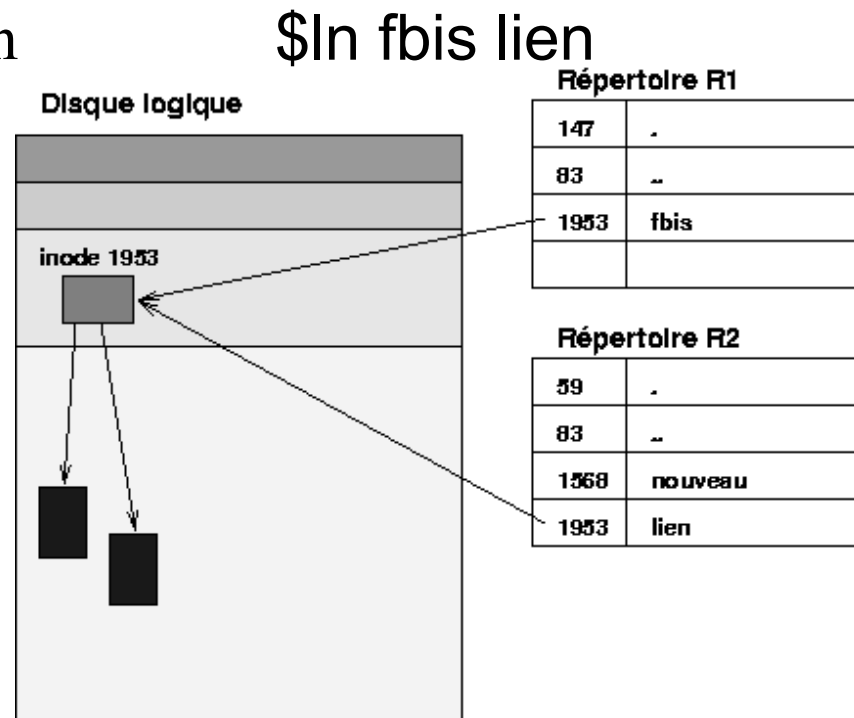 n
$ln fbis lien
Disque logique
inode 1953
Répertoire R1
147 .
83 ..
1953 fbis
Répertoire R2
59 .
83 ..
1568 nouveau
1953 lien